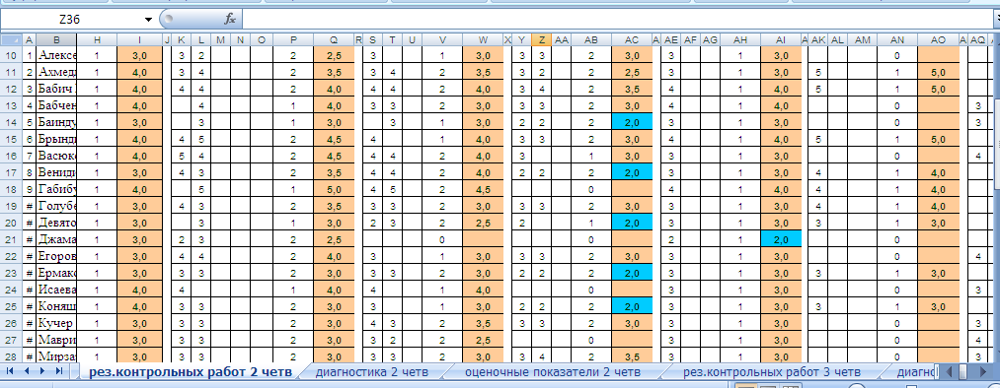 Z36 fx
A B H I J K L M N O P Q R S T U V W X Y Z AA AB AC AE AF AG AH AI AK AL AM AN AO AQ
10 1 Алексе 1 3,0 3 2 2 2,5 3 1 3,0 3 3 2 3,0 3 1 3,0 0
11 2 Ахмед 1 4,0 3 4 2 3,5 3 4 2 3,5 3 2 2 2,5 3 1 3,0 5 1 5,0
12 3 Бабич 1 4,0 4 4 2 4,0 4 4 2 4,0 3 4 2 3,5 4 1 4,0 5 1 5,0
13 4 Бабчен 1 4,0 4 1 4,0 3 3 2 3,0 3 3 2 3,0 4 1 4,0 0 3
14 5 Баинду 1 3,0 3 1 3,0 3 1 3,0 2 2 2 2,0 3 1 3,0 0 3
15 6 Брынд 1 3,0 4 5 2 4,5 4 1 4,0 3 3 2 3,0 4 1 4,0 5 1 5,0
16 7 Васюк 1 3,0 5 4 2 4,5 4 4 2 4,0 3 1 3,0 3 1 3,0 0 4
17 8 Вениди 1 3,0 4 3 2 3,5 4 4 2 4,0 2 2 2 2,0 3 1 3,0 4 1 4,0
18 9 Габибу 1 4,0 5 1 5,0 4 5 2 4,5 0 4 1 4,0 4 1 4,0
19 # Голубе 1 3,0 4 3 2 3,5 3 3 2 3,0 3 3 2 3,0 3 1 3,0 4 1 4,0
20 # Девято 1 3,0 3 1 3,0 2 3 2 2,5 2 1 2,0 3 1 3,0 3 1 3,0
21 # Джама 1 3,0 2 3 2 2,5 0 0 2 1 2,0 0
22 # Егоров 1 3,0 4 4 2 4,0 3 1 3,0 3 3 2 3,0 3 1 3,0 0 4
23 # Ермако 1 3,0 3 3 2 3,0 3 3 2 3,0 2 2 2 2,0 3 1 3,0 3 1 3,0
24 # Исаева 1 4,0 4 1 4,0 4 1 4,0 0 3 1 3,0 0 3
25 # Коняш 1 4,0 3 3 2 3,0 3 1 3,0 2 2 2 2,0 3 1 3,0 3 1 3,0
26 # Кучер 1 3,0 3 3 2 3,0 4 3 2 3,5 3 3 2 3,0 3 1 3,0 0 3
27 # Маври 1 3,0 3 3 2 3,0 3 2 2 2,5 0 3 1 3,0 0 4
28 # Мирза 1 3,0 3 3 2 3,0 3 3 2 3,0 3 4 2 3,5 3 1 3,0 0 3
рез.контрольных работ 2 четв диагностика 2 четв оценочные показатели 2 четв рез.контрольных работ 3 четв диагн